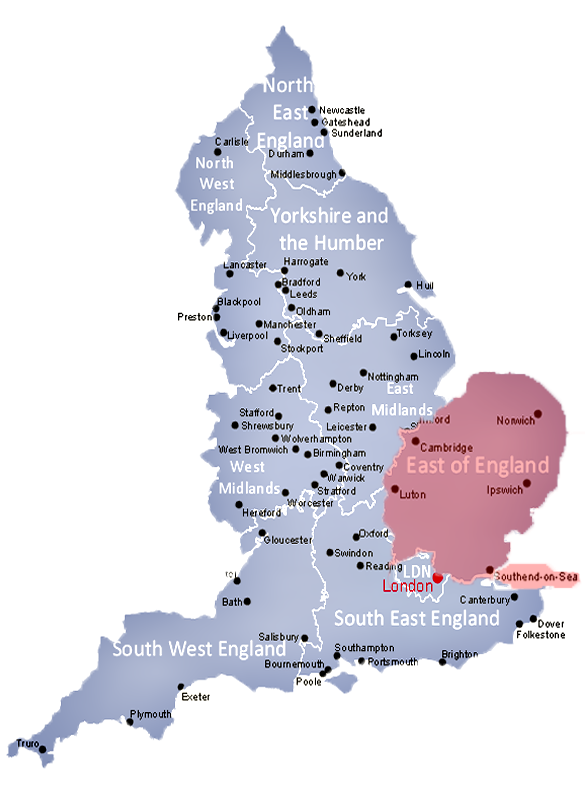 North
East
England
Newcastle
Gateshead
Sunderland
Carlisle
Durham
Middlesbrough
North
West
England
Yorkshire and
the Humber
Lancaster
Harrogate
York
Bradford
Leeds
Hull
Blackpool
Preston
Oldham
Manchester
Liverpool
Sheffield
Stockport
Torksey
Lincoln
Nottingham
Trent
Derby
East
Midlands
Stafford
Repton
Shrewsbury
Leicester
Norwich
Wolverhampton
Cambridge
West Bromwich
Birmingham
Coventry
East of England
West
Midlands
Warwick
Stratford
Luton
Ipswich
Worcester
Hereford
Gloucester
Oxford
Swindon
Reading
LDN
London
Southend-on-Sea
Bath
Canterbury
South East England
Dover
Folkestone
Salisbury
South West England
Southampton
Bournemouth
Portsmouth
Brighton
Poole
Exeter
Plymouth
Truro